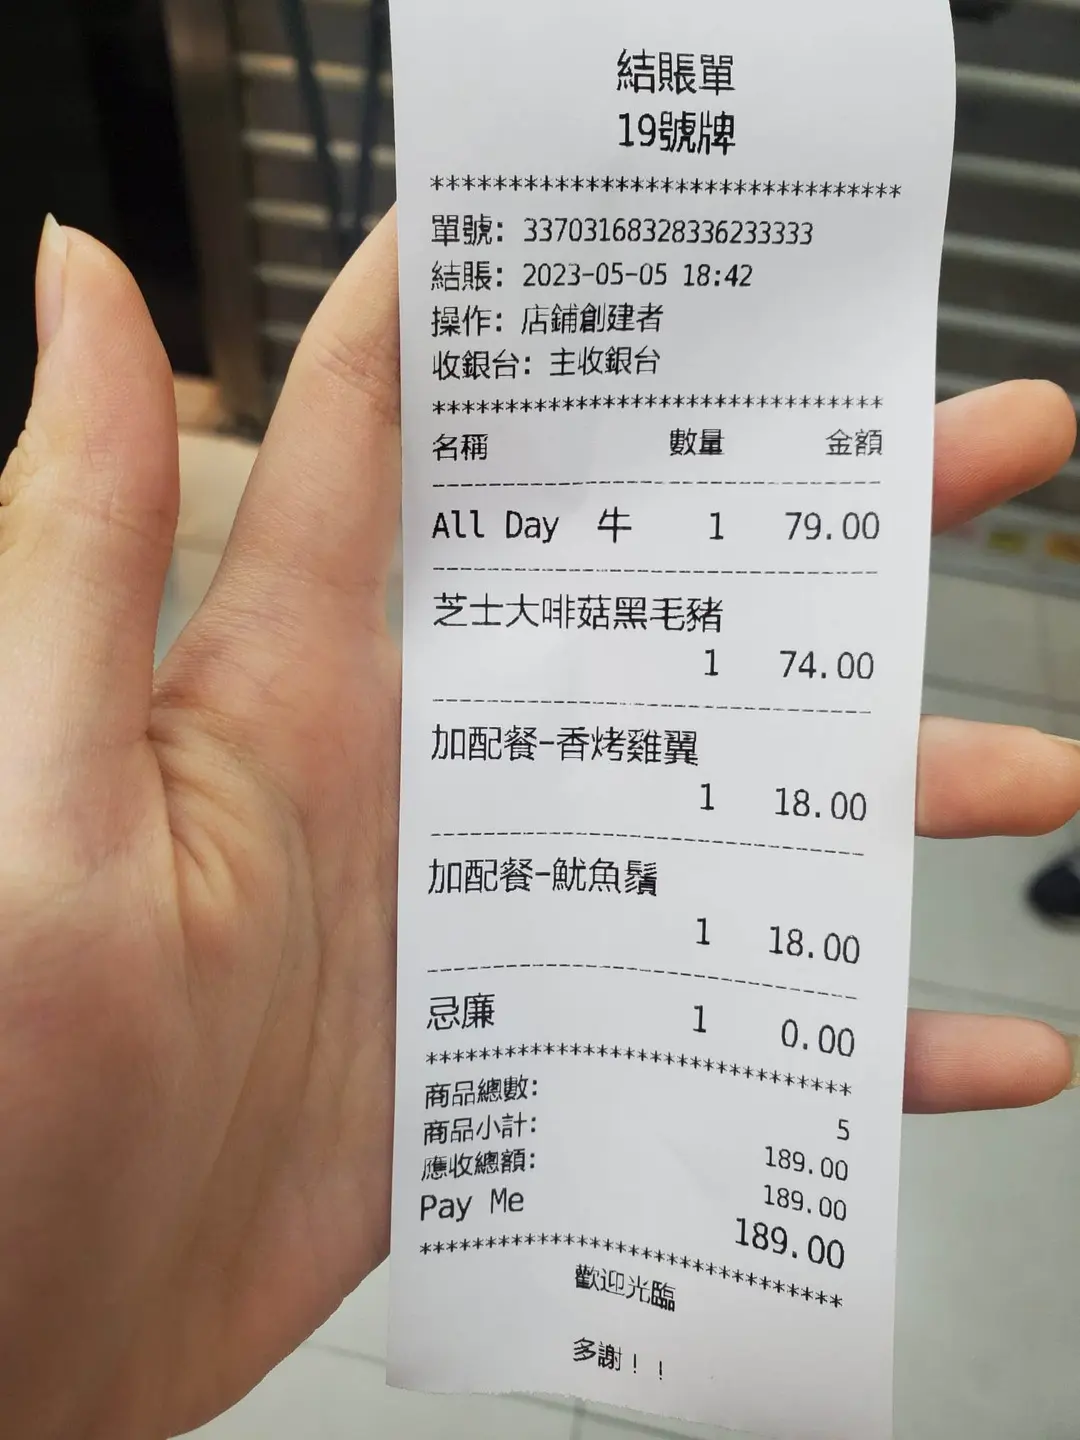 結賬單
19號牌
******************************
單號: 33703168328336233333
結賬: 2023-05-05 18:42
操作: 店鋪創建者
收銀台: 主收銀台
******************************
名稱 數量 金額
All Day 牛 1 79.00
芝士大啡菇黑毛豬
1 74.00
加配餐-香烤雞翼
1 18.00
加配餐-魷魚鬚
1 18.00
忌廉 1 0.00
******************************
商品總數: 5
商品小計: 189.00
應收總額: 189.00
Pay Me 189.00
******************************
歡迎光臨
多謝！！